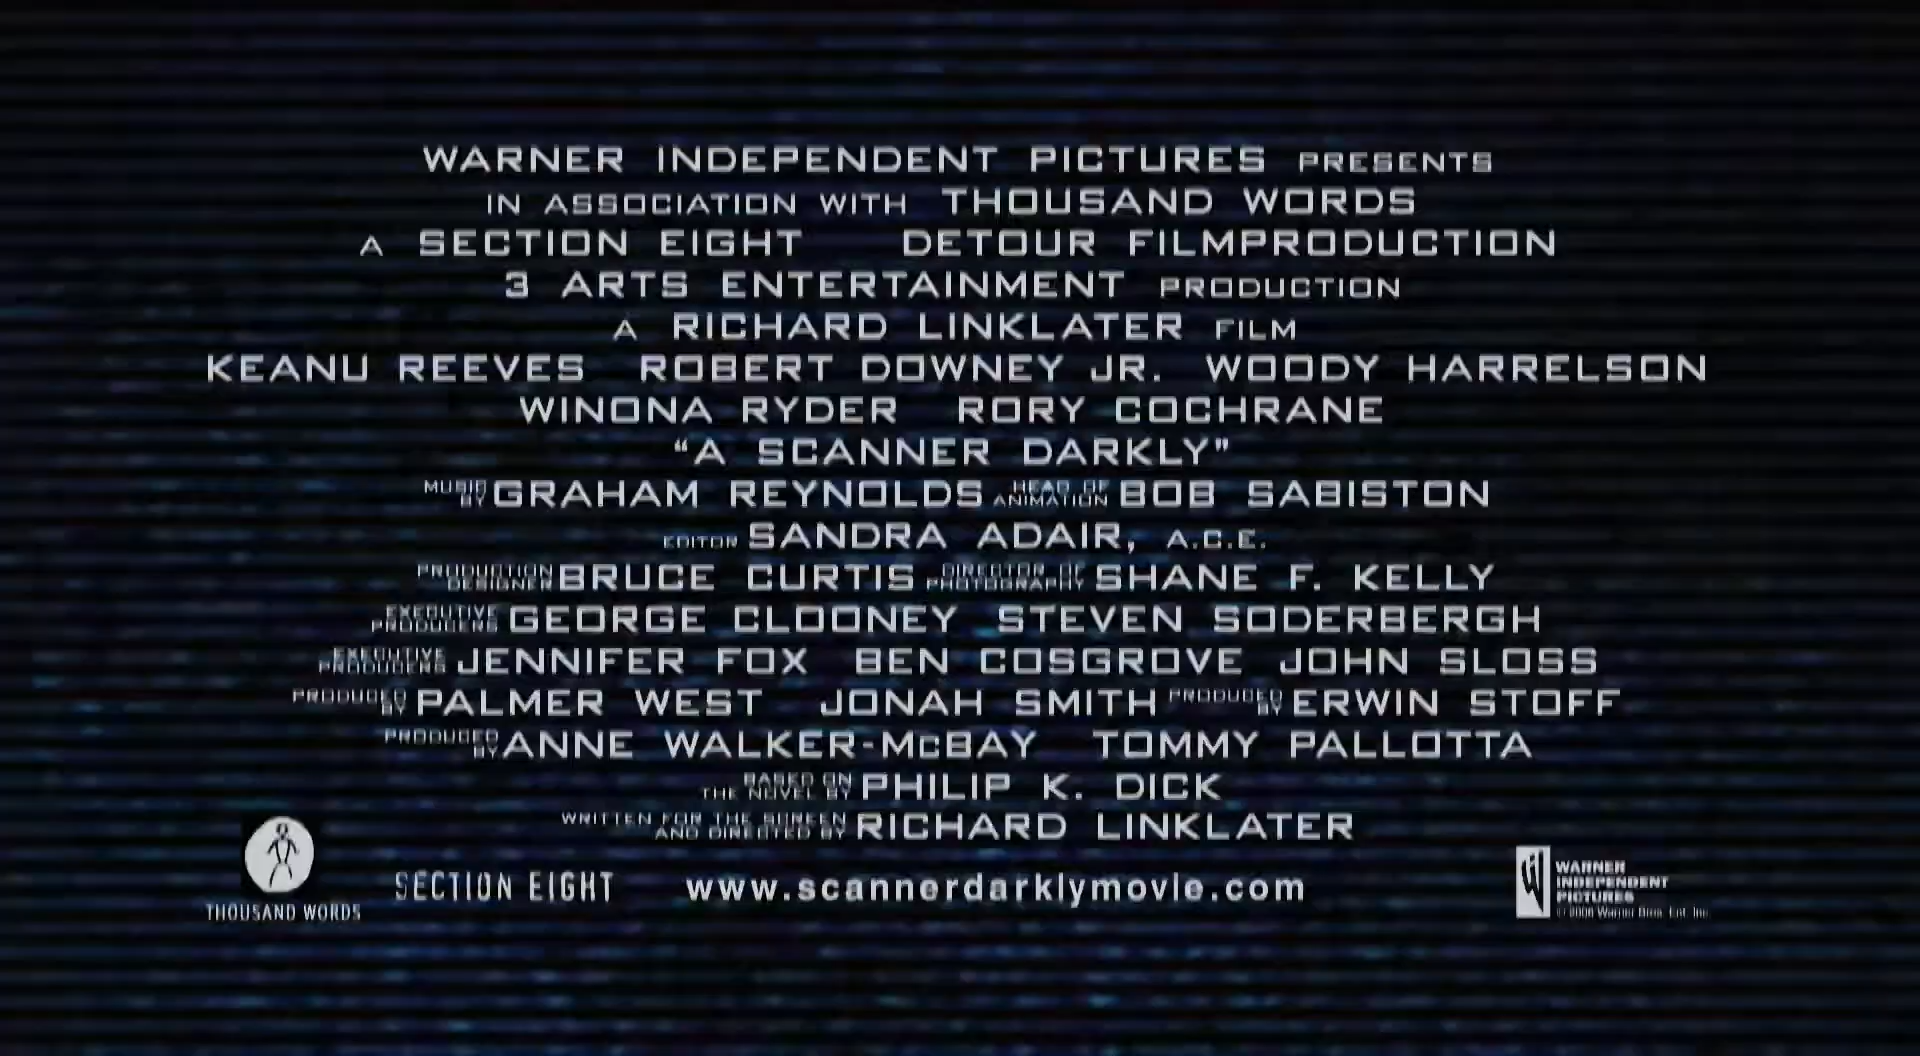 WARNER INDEPENDENT PICTURES PRESENTS
IN ASSOCIATION WITH THOUSAND WORDS
A SECTION EIGHT DETOUR FILMPRODUCTION
3 ARTS ENTERTAINMENT PRODUCTION
A RICHARD LINKLATER FILM
KEANU REEVES ROBERT DOWNEY JR. WOODY HARRELSON
WINONA RYDER RORY COCHRANE
“A SCANNER DARKLY”
MUSIC BY GRAHAM REYNOLDS HEAD OF ANIMATION BOB SABISTON
EDITOR SANDRA ADAIR, A.C.E.
PRODUCTION DESIGNER BRUCE CURTIS DIRECTOR OF PHOTOGRAPHY SHANE F. KELLY
EXECUTIVE PRODUCERS GEORGE CLOONEY STEVEN SODERBERGH
EXECUTIVE PRODUCERS JENNIFER FOX BEN COSGROVE JOHN SLOSS
PRODUCED BY PALMER WEST JONAH SMITH PRODUCED BY ERWIN STOFF
PRODUCED BY ANNE WALKER-McBAY TOMMY PALLOTTA
BASED ON THE NOVEL BY PHILIP K. DICK
WRITTEN FOR THE SCREEN AND DIRECTED BY RICHARD LINKLATER
THOUSAND WORDS
SECTION EIGHT
www.scannerdarklymovie.com
WARNER
INDEPENDENT
PICTURES
© 2006 Warner Bros. Ent. Inc.